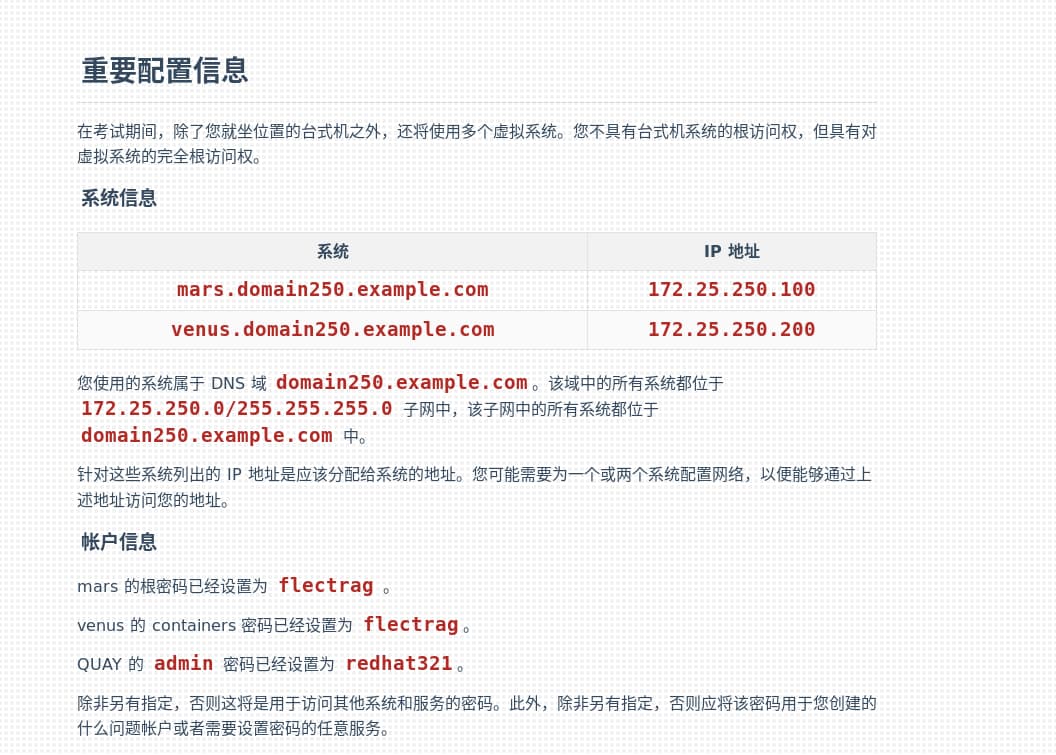 重要配置信息
在考试期间，除了您就坐位置的台式机之外，还将使用多个虚拟系统。您不具有台式机系统的根访问权，但具有对
虚拟系统的完全根访问权。
系统信息
系统 IP 地址
mars.domain250.example.com 172.25.250.100
venus.domain250.example.com 172.25.250.200
您使用的系统属于 DNS 域 domain250.example.com。该域中的所有系统都位于
172.25.250.0/255.255.255.0 子网中，该子网中的所有系统都位于
domain250.example.com 中。
针对这些系统列出的 IP 地址是应该分配给系统的地址。您可能需要为一个或两个系统配置网络，以便能够通过上
述地址访问您的地址。
帐户信息
mars 的根密码已经设置为 flectrag 。
venus 的 containers 密码已经设置为 flectrag。
QUAY 的 admin 密码已经设置为 redhat321。
除非另有指定，否则这将是用于访问其他系统和服务的密码。此外，除非另有指定，否则应将该密码用于您创建的
什么问题帐户或者需要设置密码的任意服务。